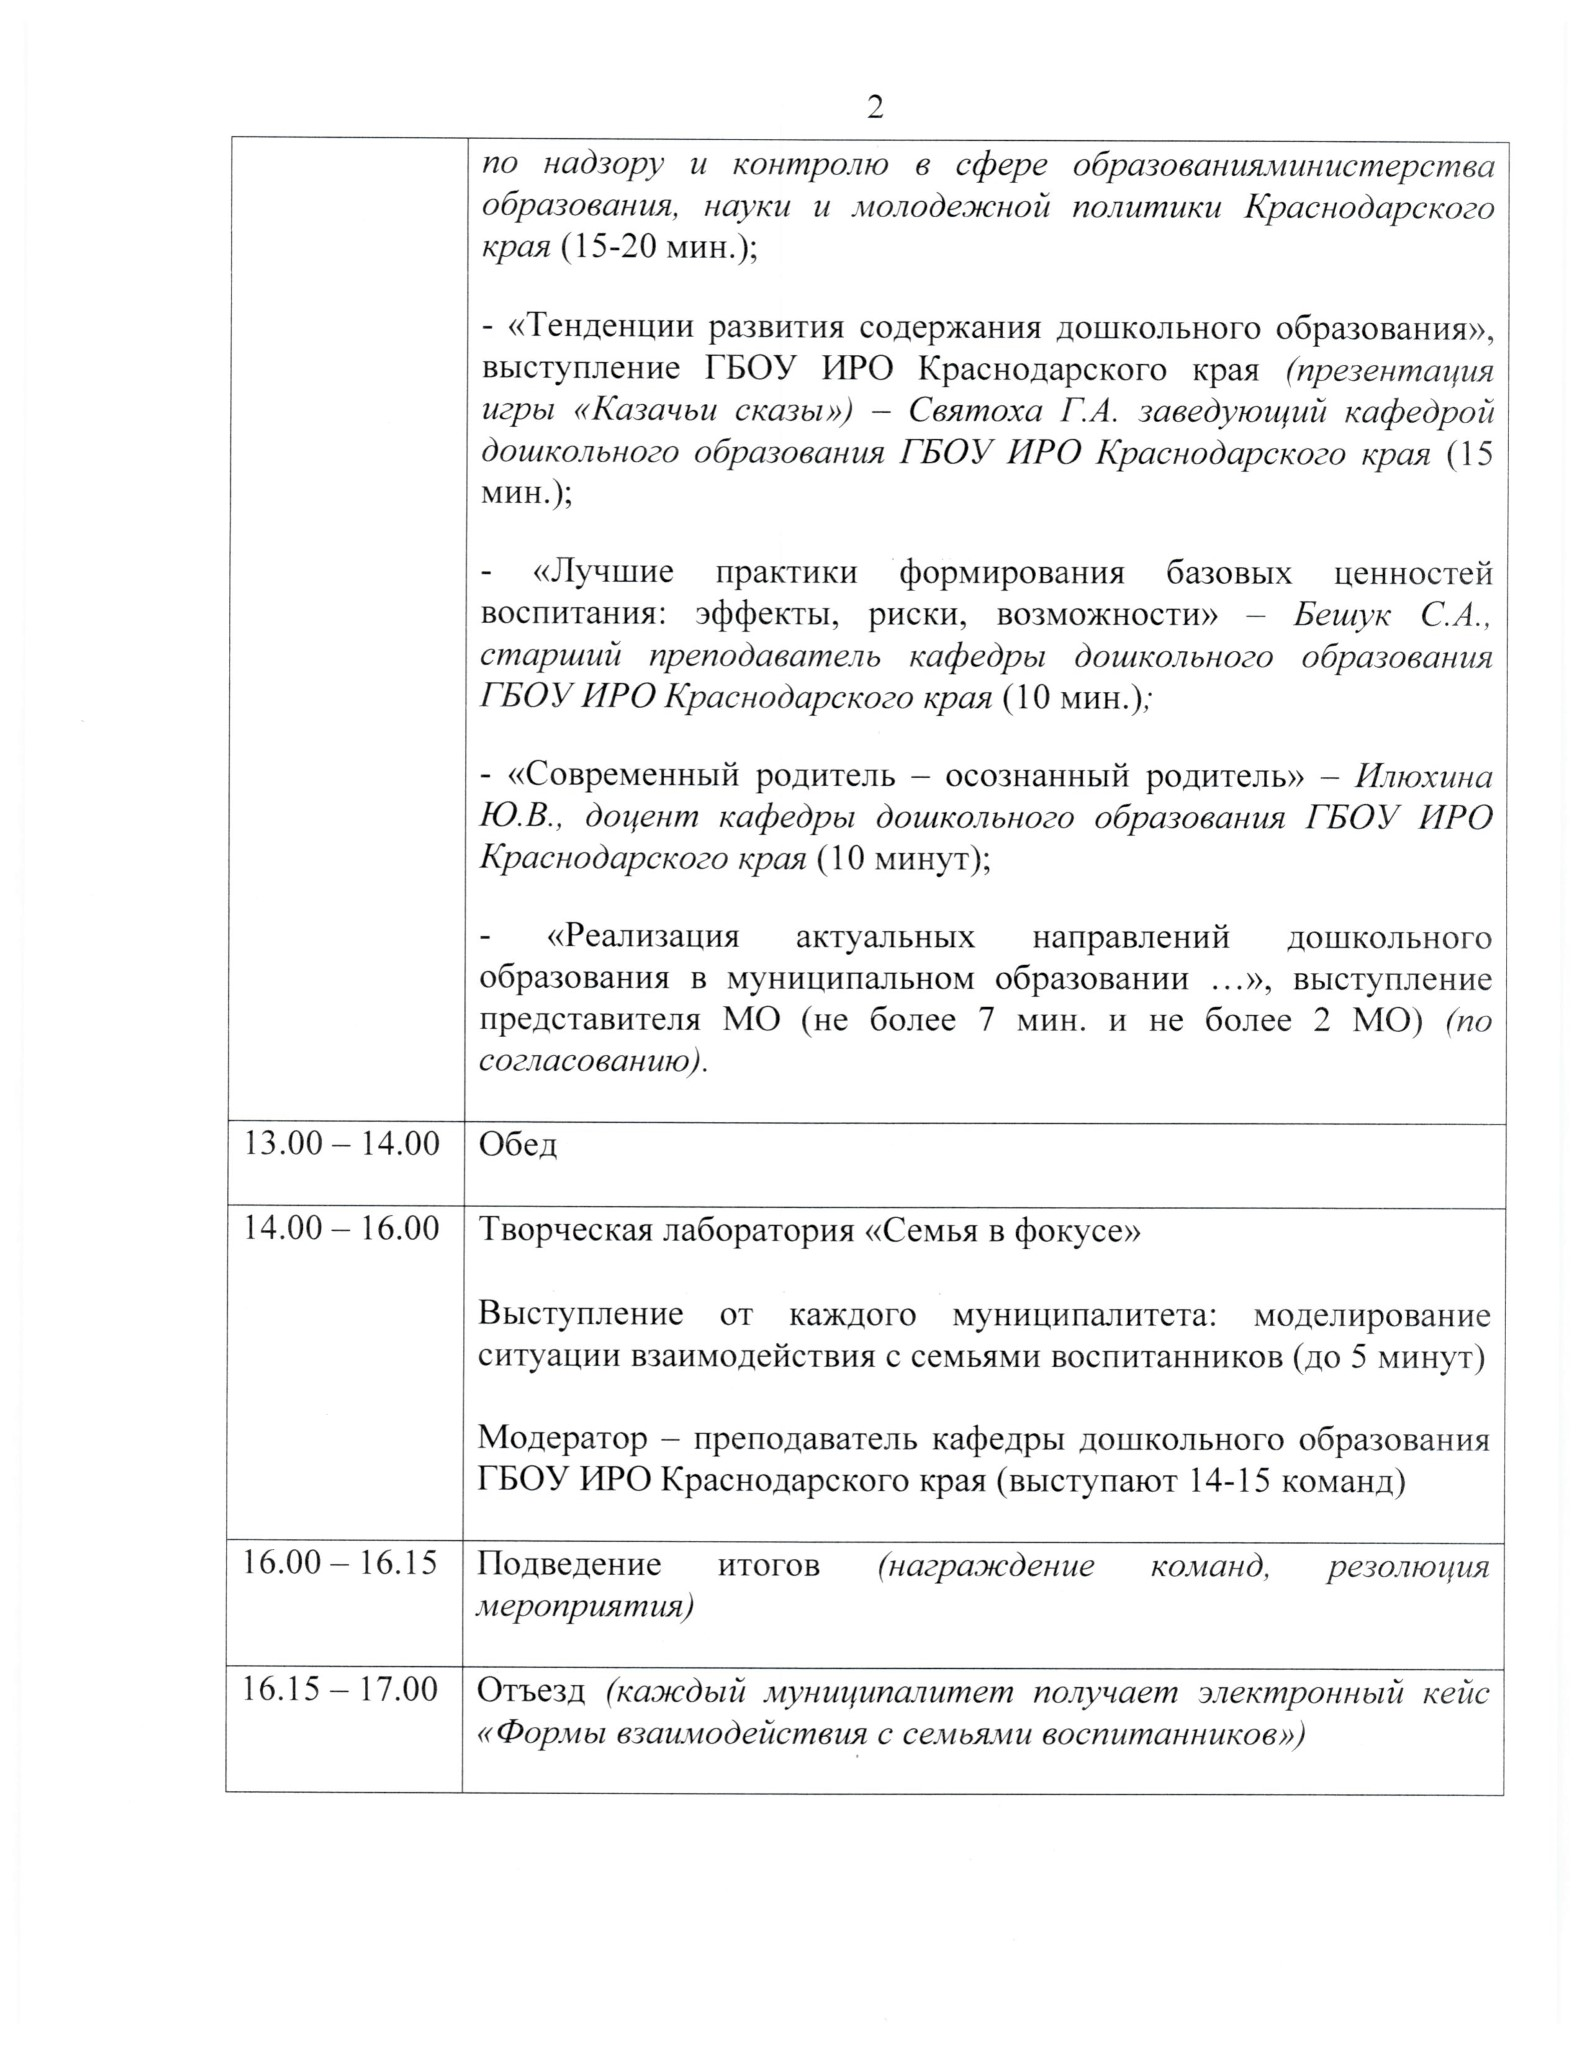 2
по надзору и контролю в сфере образованияминистерства
образования, науки и молодежной политики Краснодарского
края (15-20 мин.);
- «Тенденции развития содержания дошкольного образования»,
выступление ГБОУ ИРО Краснодарского края (презентация
игры «Казачьи сказы») – Святоха Г.А. заведующий кафедрой
дошкольного образования ГБОУ ИРО Краснодарского края (15
мин.);
- «Лучшие практики формирования базовых ценностей
воспитания: эффекты, риски, возможности» – Бешук С.А.,
старший преподаватель кафедры дошкольного образования
ГБОУ ИРО Краснодарского края (10 мин.);
- «Современный родитель – осознанный родитель» – Илюхина
Ю.В., доцент кафедры дошкольного образования ГБОУ ИРО
Краснодарского края (10 минут);
- «Реализация актуальных направлений дошкольного
образования в муниципальном образовании …», выступление
представителя МО (не более 7 мин. и не более 2 МО) (по
согласованию).
13.00 – 14.00 Обед
14.00 – 16.00 Творческая лаборатория «Семья в фокусе»
Выступление от каждого муниципалитета: моделирование
ситуации взаимодействия с семьями воспитанников (до 5 минут)
Модератор – преподаватель кафедры дошкольного образования
ГБОУ ИРО Краснодарского края (выступают 14-15 команд)
16.00 – 16.15 Подведение итогов (награждение команд, резолюция
мероприятия)
16.15 – 17.00 Отъезд (каждый муниципалитет получает электронный кейс
«Формы взаимодействия с семьями воспитанников»)